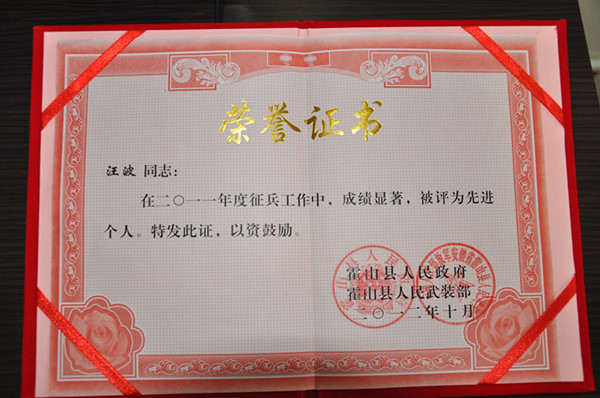 荣誉证书
汪波 同志：
在二〇一一年度征兵工作中，成绩显著，被评为先进
个人。特发此证，以资鼓励。
霍山县人民政府
霍山县人民武装部
二〇一二年十月